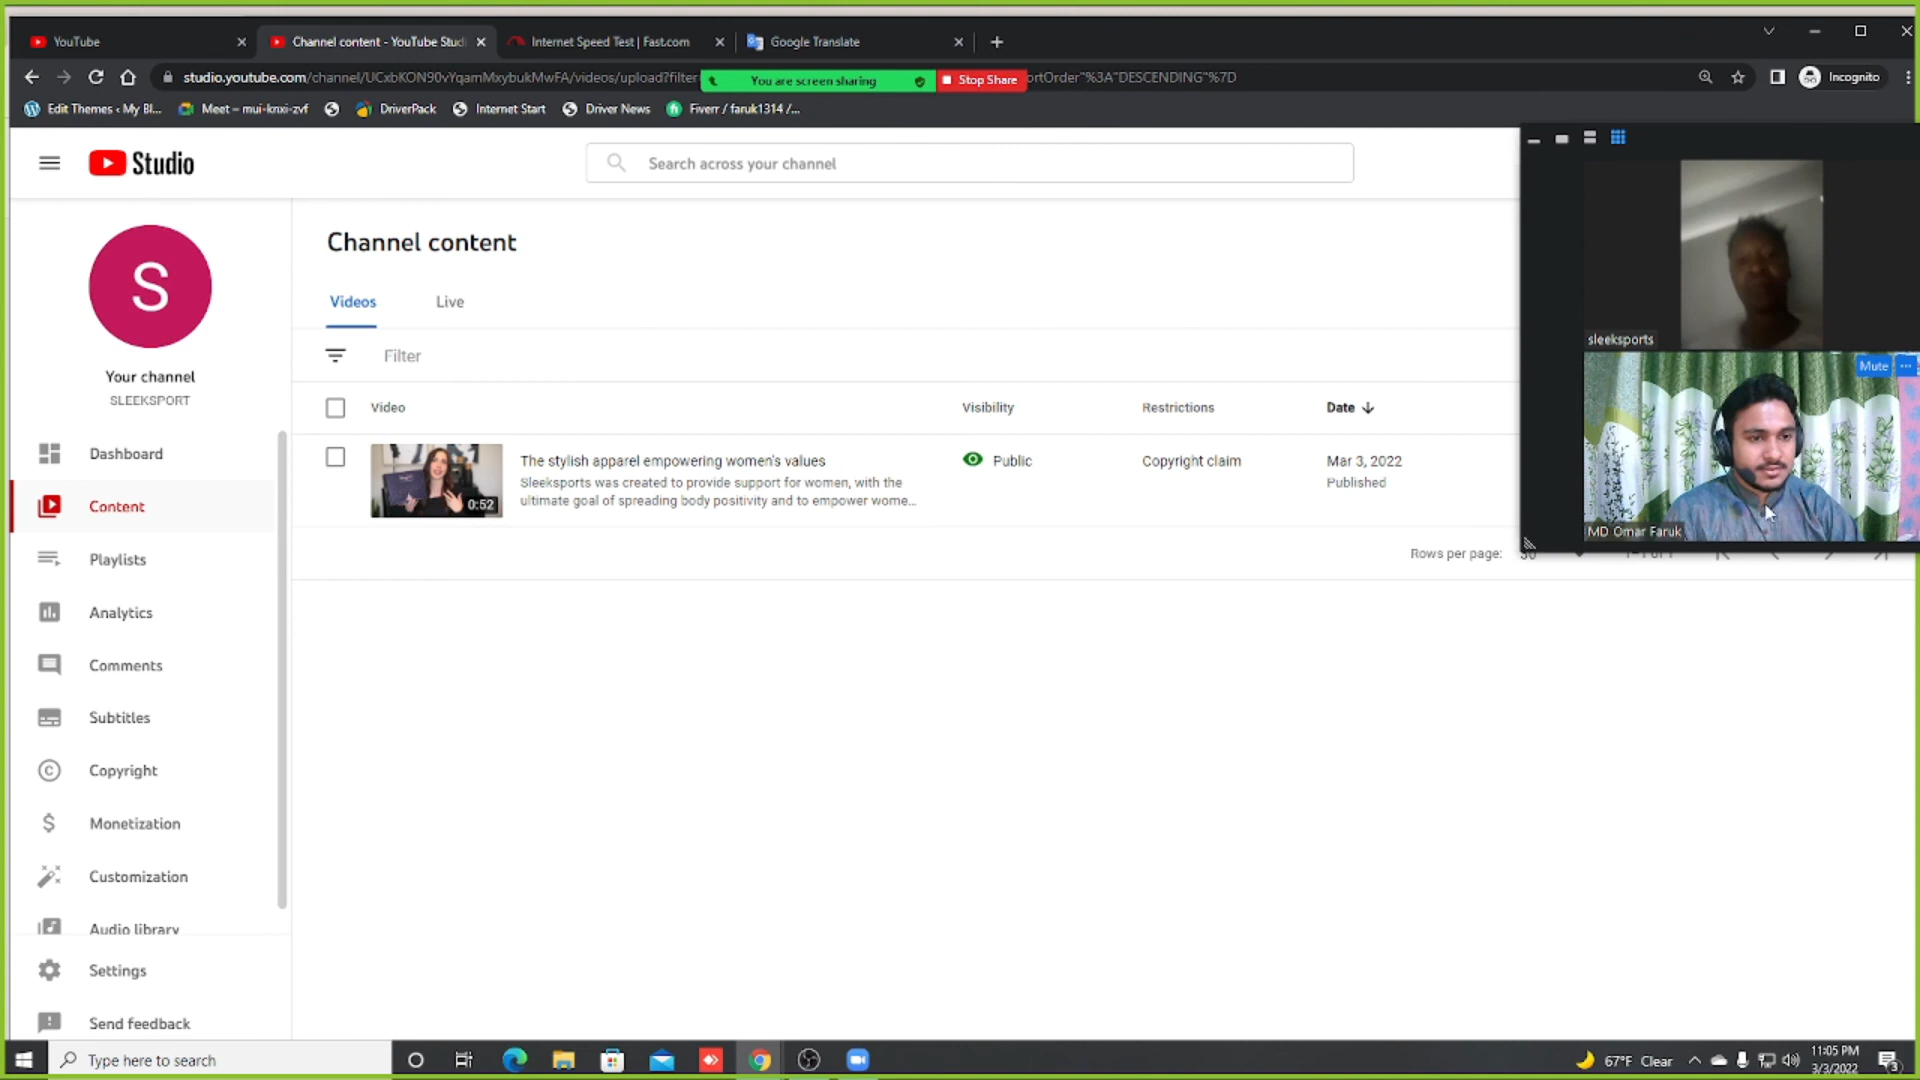 YouTube
Channel content - YouTube Studi
Internet Speed Test | Fast.com
Google Translate
studio.youtube.com/channel/UCxbKON90vYqamMxybukMwFA/videos/upload?filter
You are screen sharing
Stop Share
ortOrder"%3A"DESCENDING"%7D
Incognito
Edit Themes ‹ My Bl...
Meet – mui-knxi-zvf
DriverPack
Internet Start
Driver News
Fiverr / faruk1314 /...
Studio
Search across your channel
S
Your channel
SLEEKSPORT
Dashboard
Content
Playlists
Analytics
Comments
Subtitles
Copyright
Monetization
Customization
Audio library
Settings
Send feedback
Channel content
Videos
Live
Filter
Video
Visibility
Restrictions
Date
0:52
The stylish apparel empowering women's values
Sleeksports was created to provide support for women, with the
ultimate goal of spreading body positivity and to empower wome...
Public
Copyright claim
Mar 3, 2022
Published
Rows per page:
sleeksports
Mute
MD Omar Faruk
Type here to search
67°F Clear
11:05 PM
3/3/2022
3